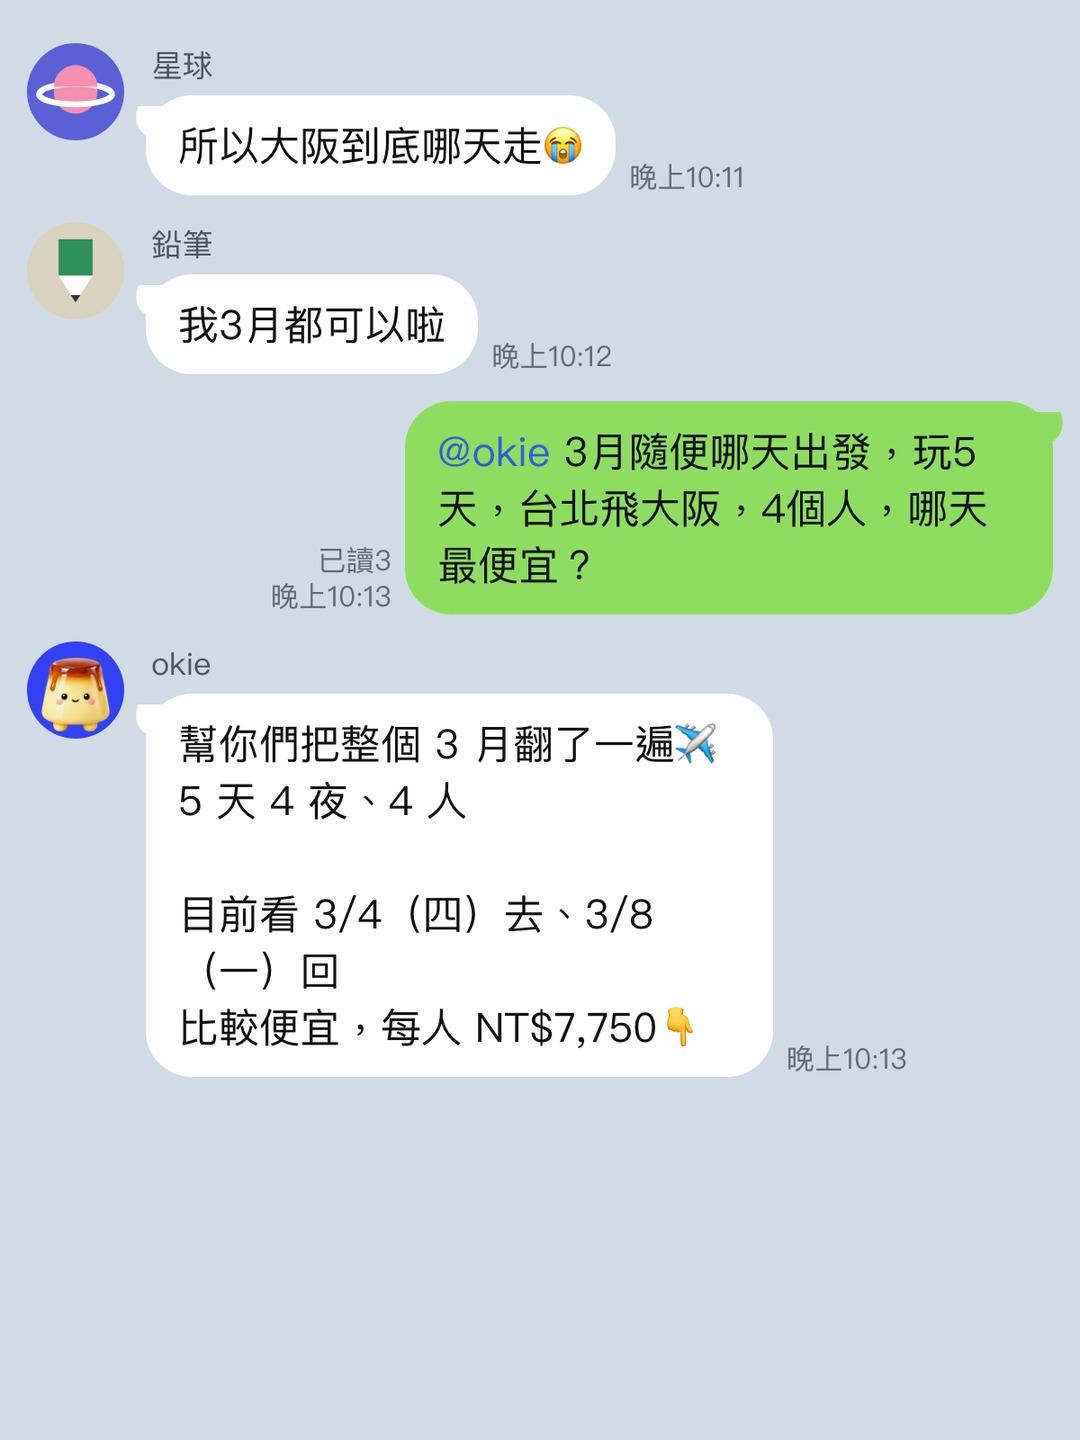 星球
所以大阪到底哪天走😭
晚上10:11
鉛筆
我3月都可以啦
晚上10:12
@okie 3月隨便哪天出發，玩5
天，台北飛大阪，4個人，哪天
最便宜？
已讀3
晚上10:13
okie
幫你們把整個 3 月翻了一遍✈️
5 天 4 夜、4 人
目前看 3/4（四）去、3/8
（一）回
比較便宜，每人 NT$7,750👇
晚上10:13